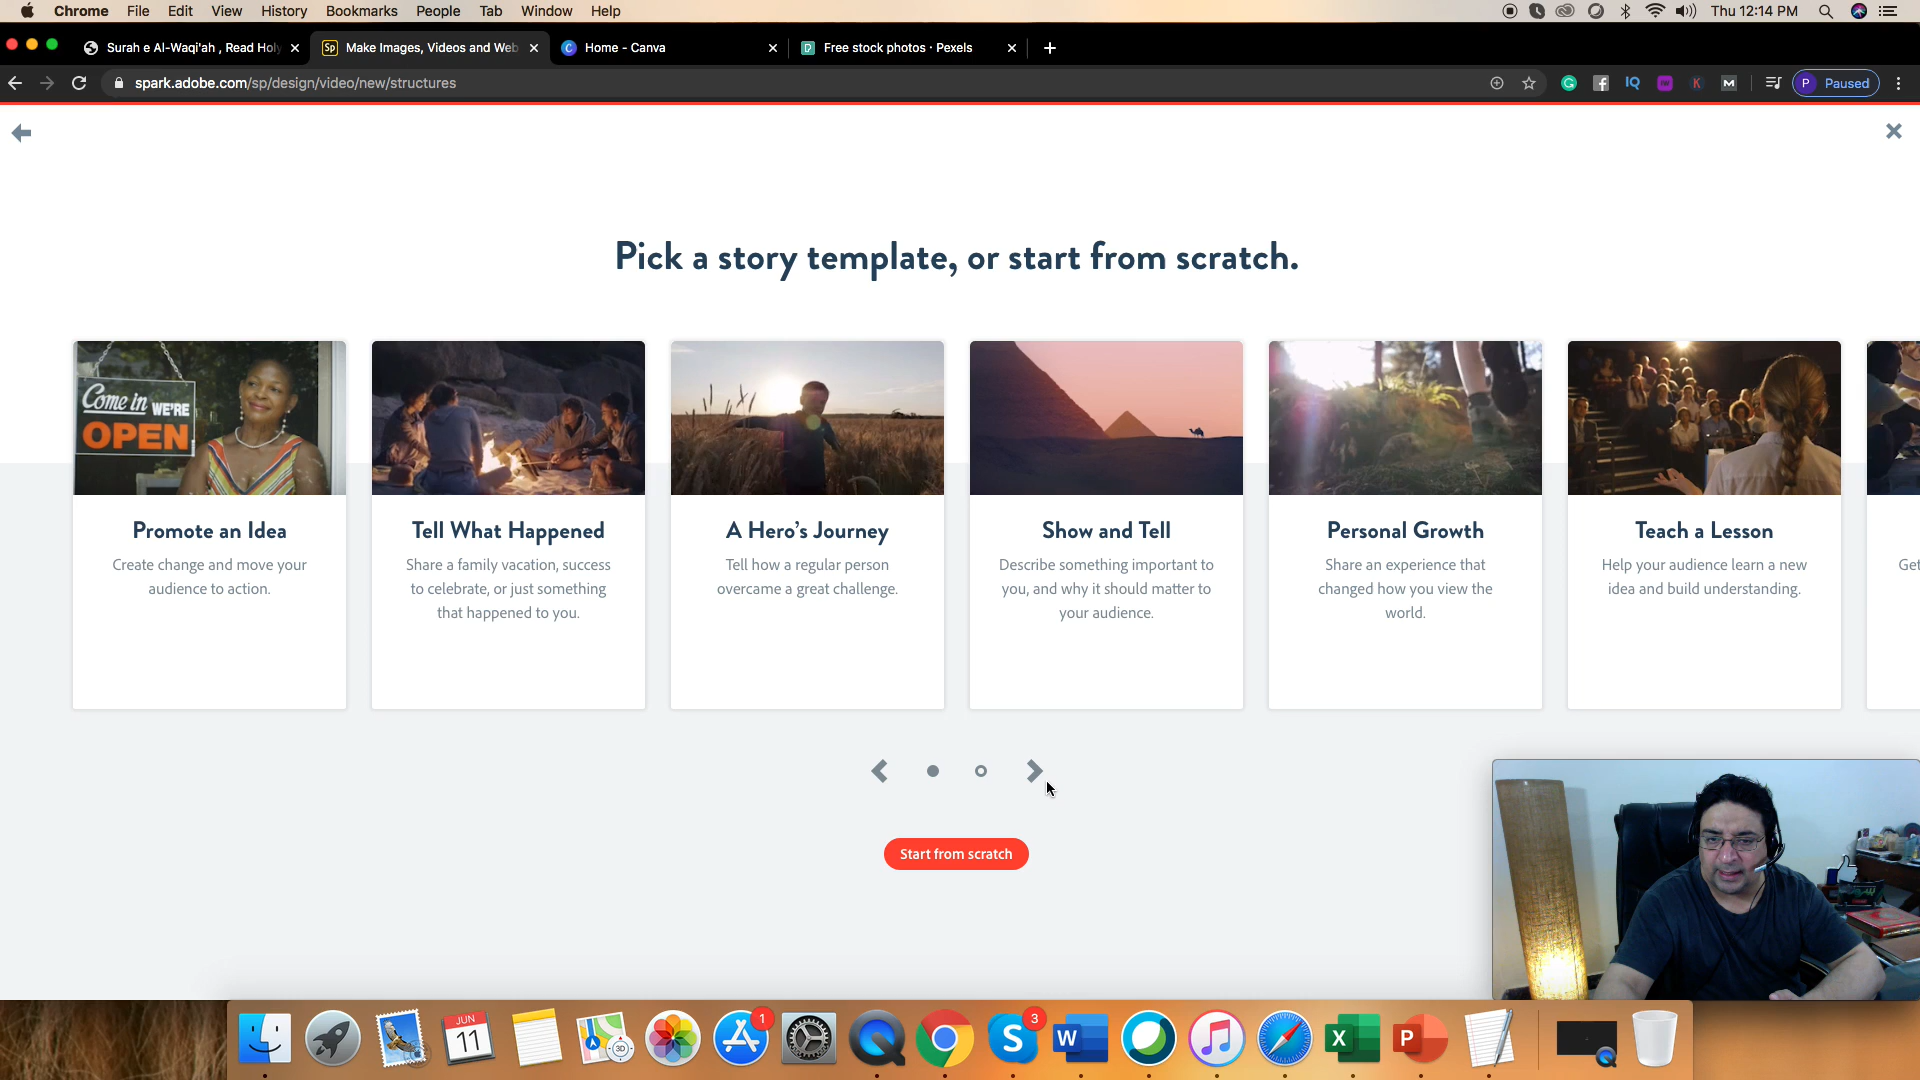 Chrome File Edit View History Bookmarks People Tab Window Help Thu 12:14 PM
Surah e Al-Waqi'ah , Read Holy
Make Images, Videos and Web
Home - Canva
Free stock photos · Pexels
spark.adobe.com/sp/design/video/new/structures
Paused
Pick a story template, or start from scratch.
Come in WE'RE
OPEN
Promote an Idea
Create change and move your
audience to action.
Tell What Happened
Share a family vacation, success
to celebrate, or just something
that happened to you.
A Hero's Journey
Tell how a regular person
overcame a great challenge.
Show and Tell
Describe something important to
you, and why it should matter to
your audience.
Personal Growth
Share an experience that
changed how you view the
world.
Teach a Lesson
Help your audience learn a new
idea and build understanding.
Get
Start from scratch
JUN
11
3D
1
3